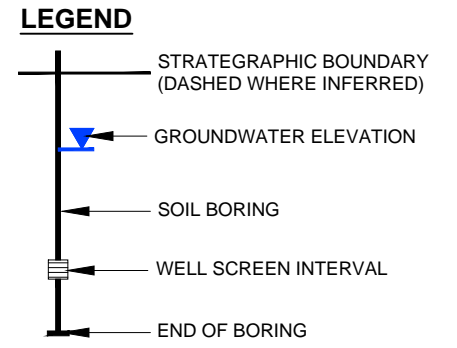 LEGEND
STRATEGRAPHIC BOUNDARY
(DASHED WHERE INFERRED)
GROUNDWATER ELEVATION
SOIL BORING
WELL SCREEN INTERVAL
END OF BORING